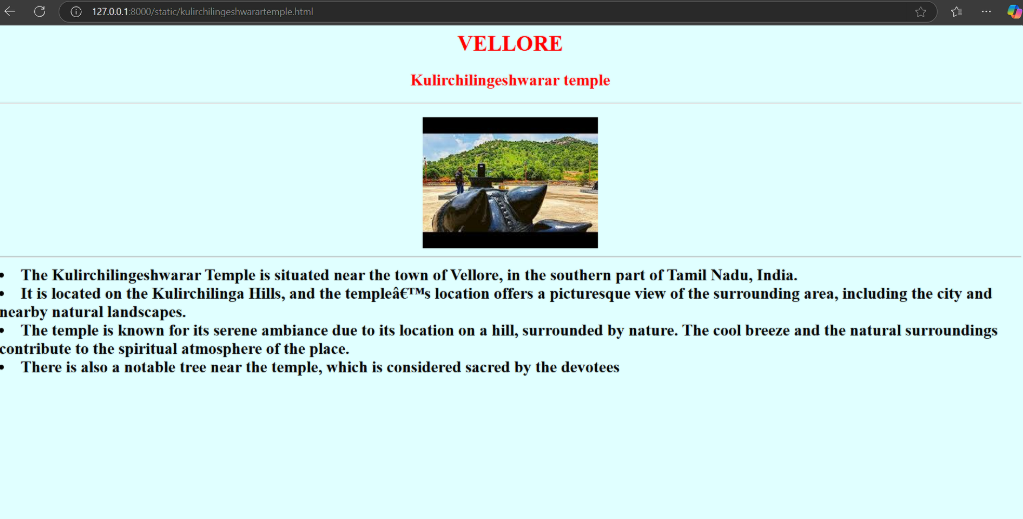 127.0.0.1:8000/static/kulirchilingeshwarartemple.html
VELLORE
Kulirchilingeshwarar temple
• The Kulirchilingeshwarar Temple is situated near the town of Vellore, in the southern part of Tamil Nadu, India.
• It is located on the Kulirchilinga Hills, and the templeâ€™s location offers a picturesque view of the surrounding area, including the city and
nearby natural landscapes.
• The temple is known for its serene ambiance due to its location on a hill, surrounded by nature. The cool breeze and the natural surroundings
contribute to the spiritual atmosphere of the place.
• There is also a notable tree near the temple, which is considered sacred by the devotees